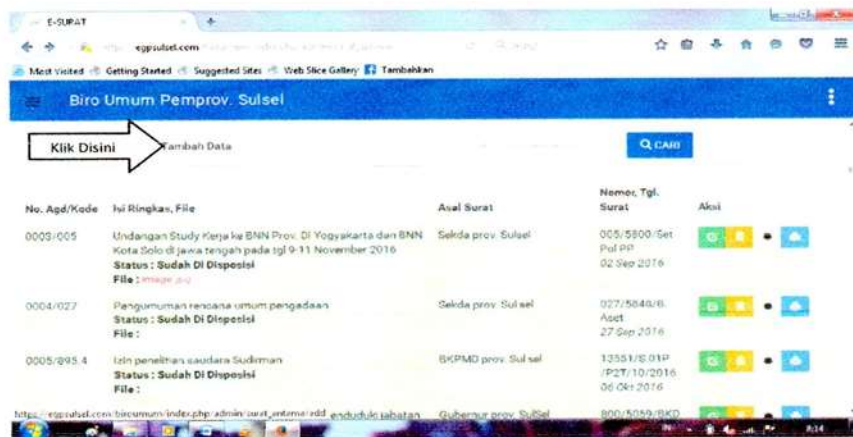 E-SURAT
egpsulsel.com
Most Visited Getting Started Suggested Sites Web Slice Gallery Tambahkan
Biro Umum Pemprov. Sulsel
Klik Disini Tambah Data CARI
No. Agd/Kode Isi Ringkas, File Asal Surat Nomor, Tgl. Surat Aksi
0003/005 Undangan Study Kerja ke BNN Prov. DI Yogyakarta dan BNN Kota Solo di jawa tengah pada tgl 9-11 November 2016 Sekda prov. Sulsel 005/5800/Set Pol PP
02 Sep 2016
Status : Sudah Di Disposisi
File :
0004/027 Pengumuman rencana umum pengadaan Sekda prov. Sul sel 027/5840/B. Aset
27 Sep 2016
Status : Sudah Di Disposisi
File :
0005/895.4 Izin penelitian saudara Sudirman BKPMD prov. Sul sel 13551/S.01P /P2T/10/2016
06 Okt 2016
Status : Sudah Di Disposisi
File :
enduduki jabatan Gubernur prov. SulSel 800/5059/BKD
8:14